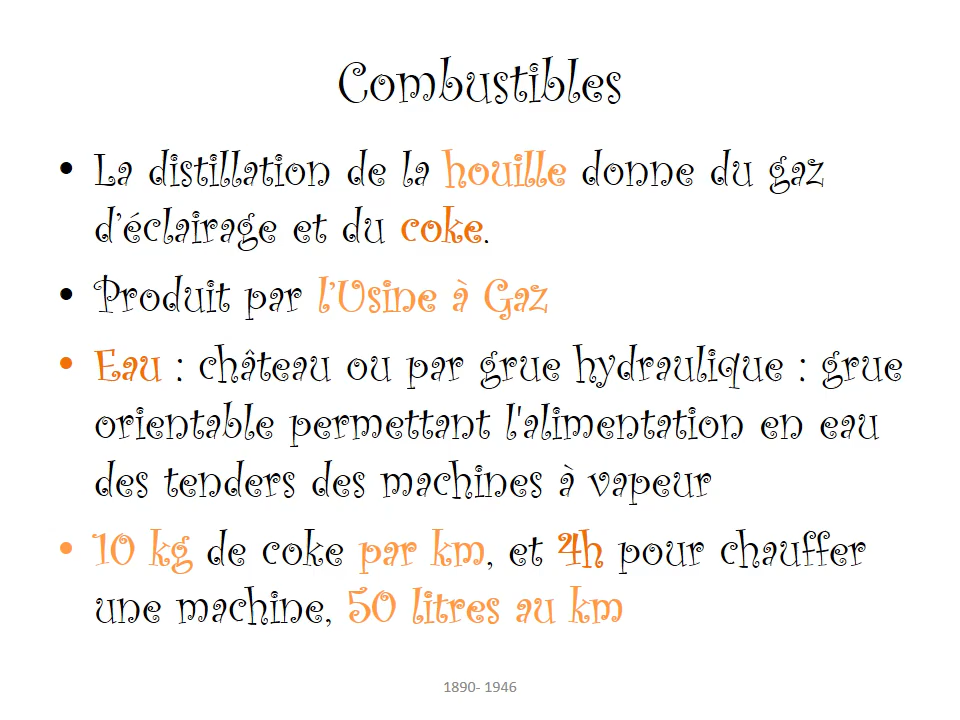 Combustibles
• La distillation de la houille donne du gaz
d'éclairage et du coke.
• Produit par l'Usine à Gaz
• Eau : château ou par grue hydraulique : grue
orientable permettant l'alimentation en eau
des tenders des machines à vapeur
• 10 kg de coke par km, et 4h pour chauffer
une machine, 50 litres au km
1890- 1946